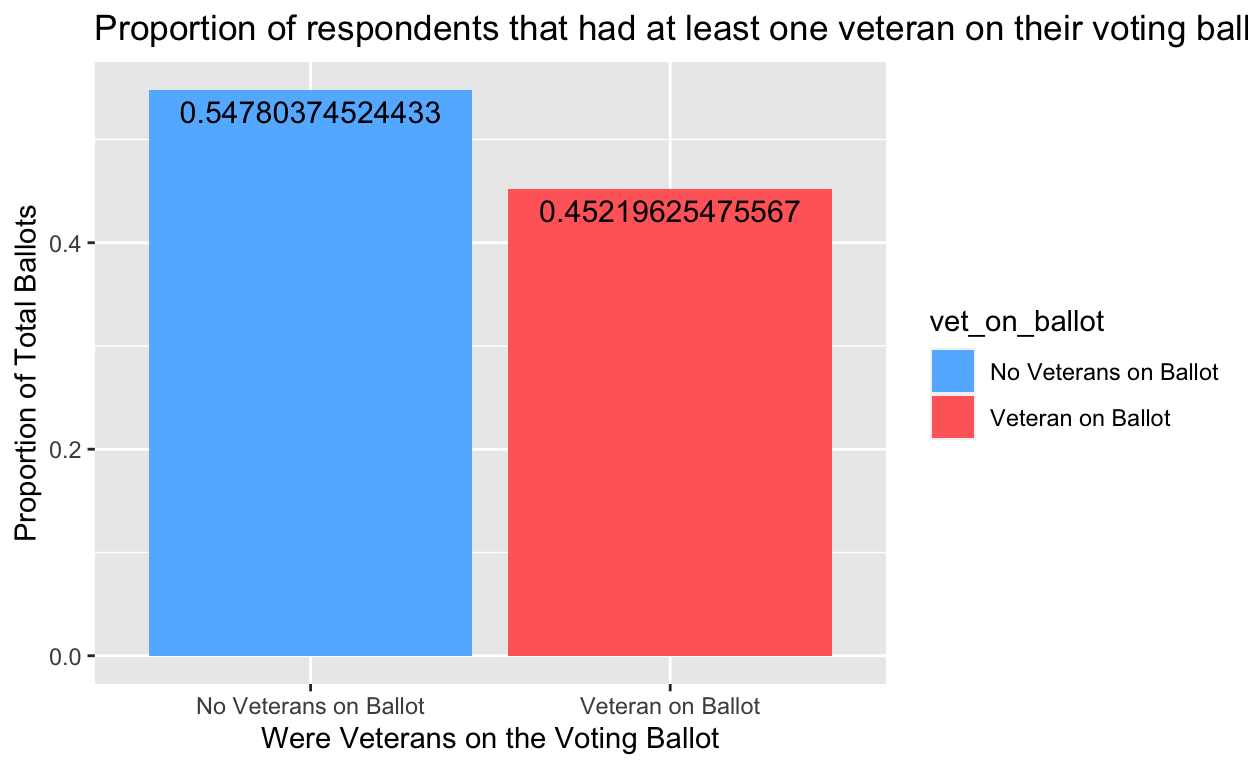 Proportion of respondents that had at least one veteran on their voting ball
0.54780374524433
0.45219625475567
Proportion of Total Ballots
0.4
0.2
0.0
No Veterans on Ballot
Veteran on Ballot
Were Veterans on the Voting Ballot
vet_on_ballot
No Veterans on Ballot
Veteran on Ballot